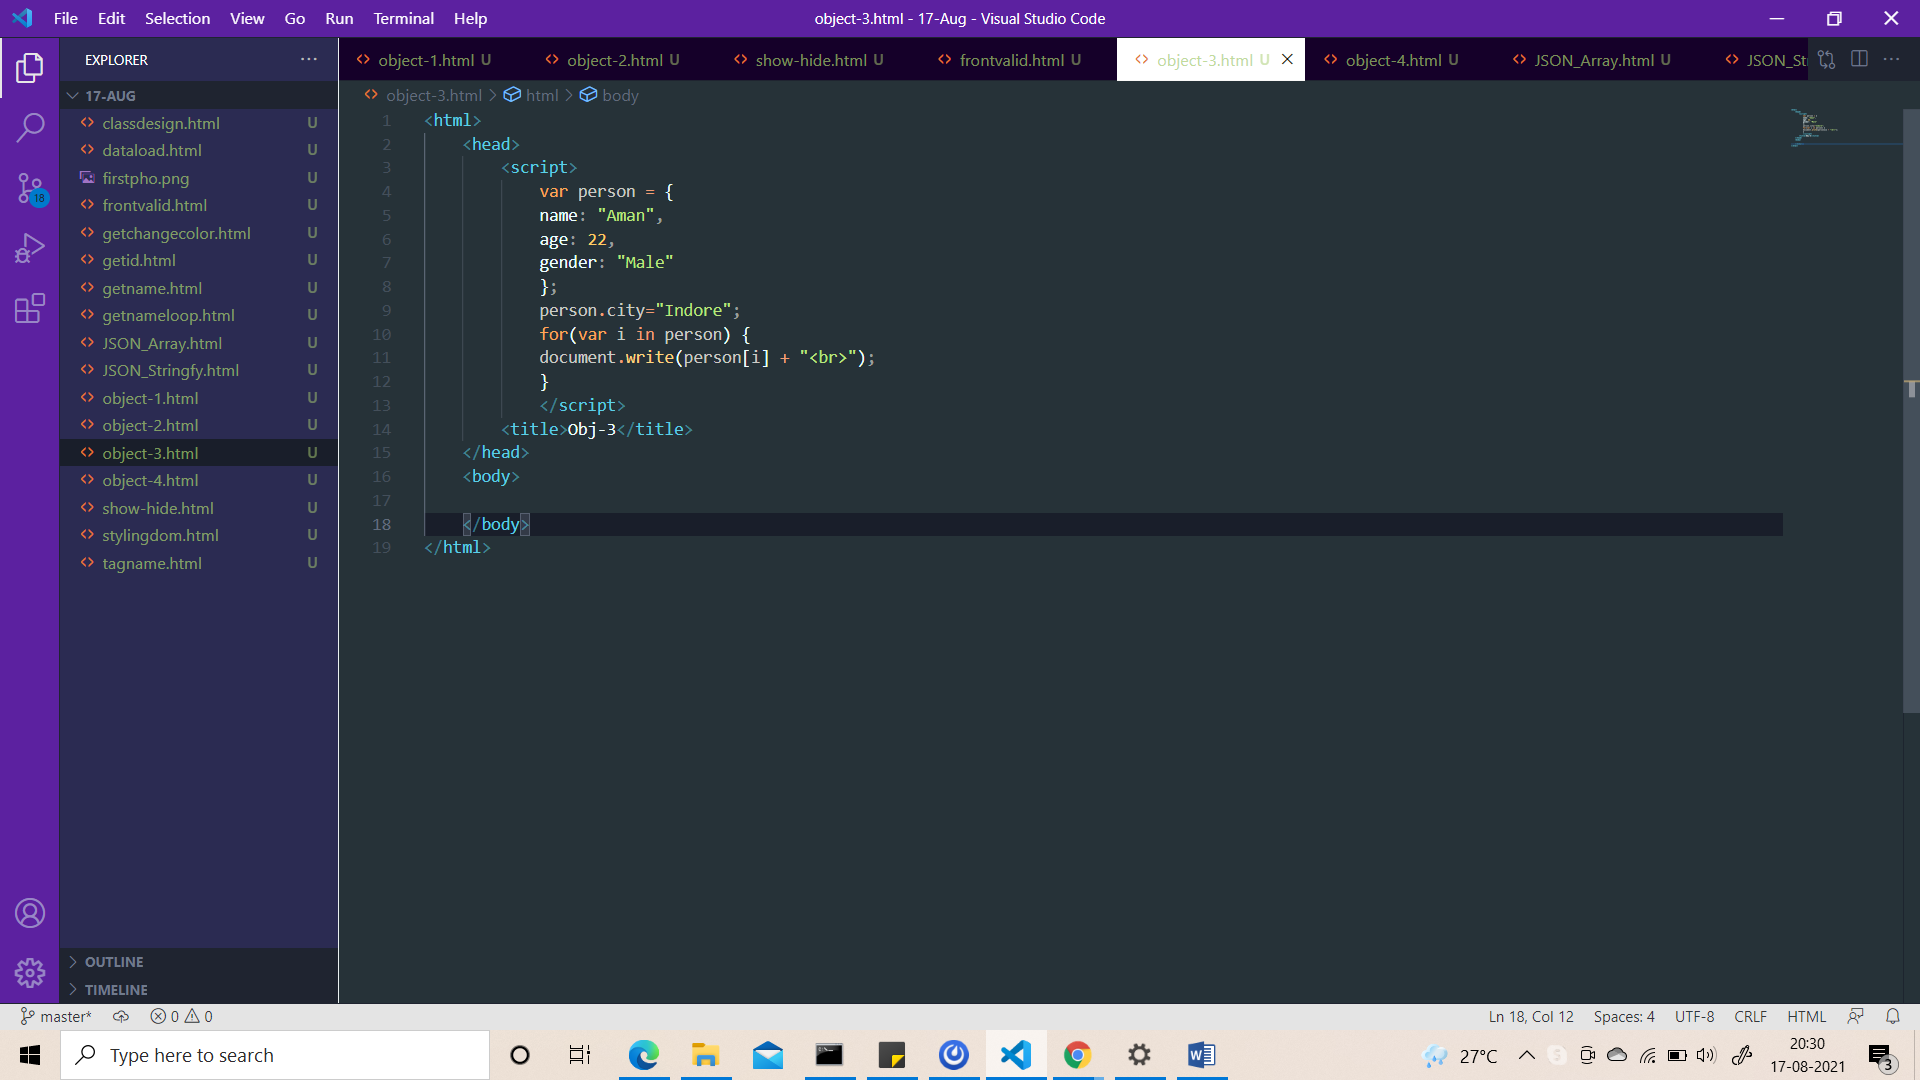 File Edit Selection View Go Run Terminal Help
object-3.html - 17-Aug - Visual Studio Code
EXPLORER
17-AUG
classdesign.html U
dataload.html U
firstpho.png U
frontvalid.html U
getchangecolor.html U
getid.html U
getname.html U
getnameloop.html U
JSON_Array.html U
JSON_Stringfy.html U
object-1.html U
object-2.html U
object-3.html U
object-4.html U
show-hide.html U
stylingdom.html U
tagname.html U
OUTLINE
TIMELINE
18
object-1.html U object-2.html U show-hide.html U frontvalid.html U object-3.html U object-4.html U JSON_Array.html U JSON_St
object-3.html > html > body
1 <html>
2 <head>
3 <script>
4 var person = {
5 name: "Aman",
6 age: 22,
7 gender: "Male"
8 };
9 person.city="Indore";
10 for(var i in person) {
11 document.write(person[i] + "<br>");
12 }
13 </script>
14 <title>Obj-3</title>
15 </head>
16 <body>
17
18 </body>
19 </html>
master* 0 0
Ln 18, Col 12 Spaces: 4 UTF-8 CRLF HTML
Type here to search
27°C
20:30
17-08-2021
3